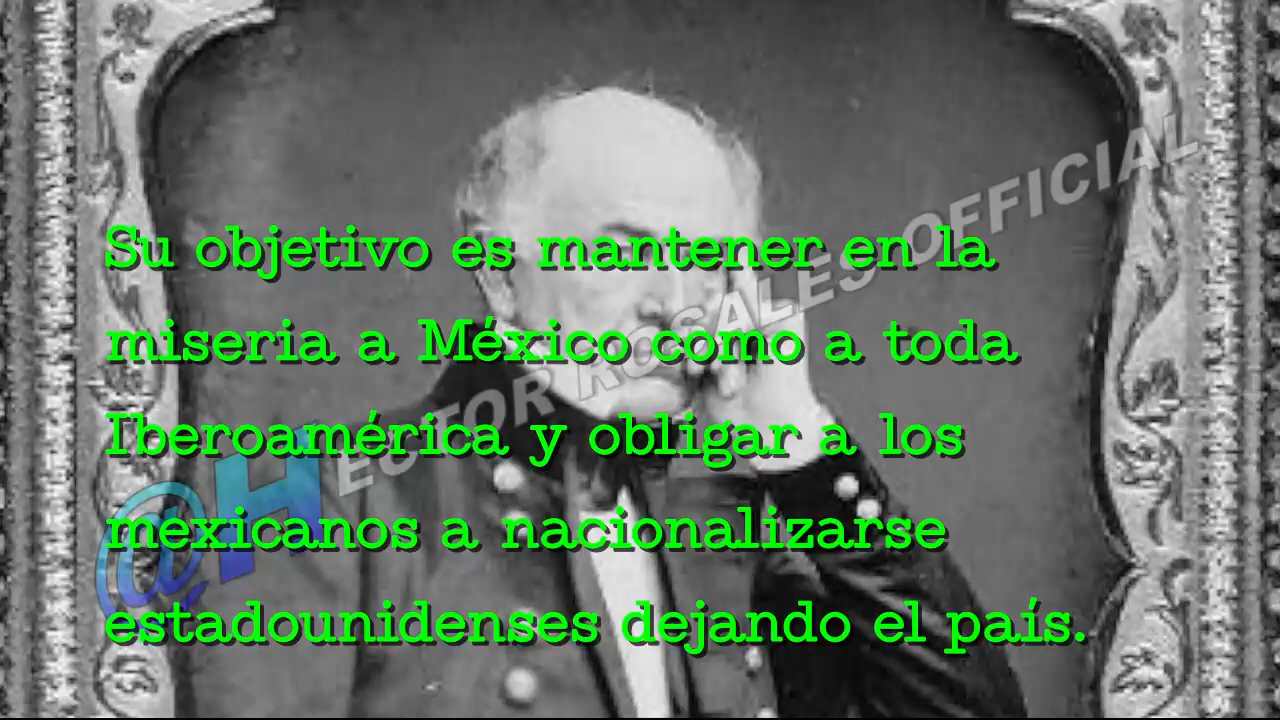 Su objetivo es mantener en la
miseria a México como a toda
Iberoamérica y obligar a los
mexicanos a nacionalizarse
estadounidenses dejando el país.
@HECTOR ROSALES OFFICIAL